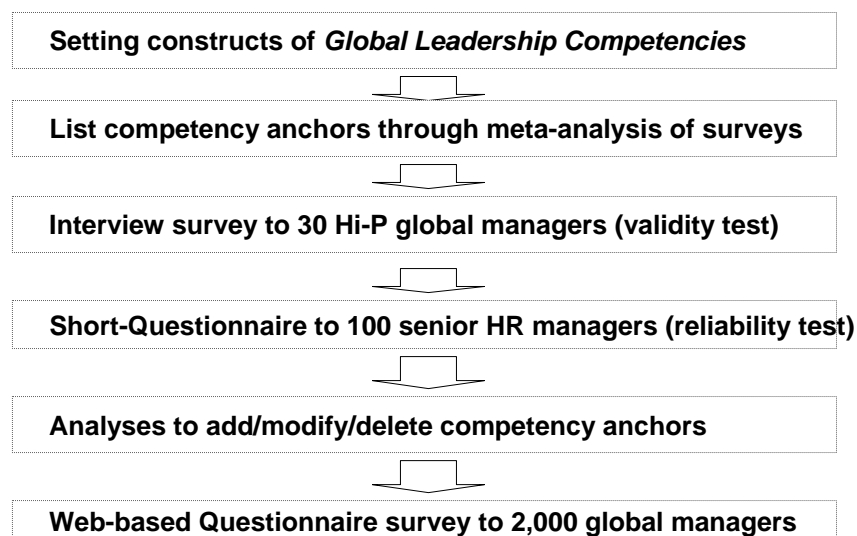 Setting constructs of Global Leadership Competencies
List competency anchors through meta-analysis of surveys
Interview survey to 30 Hi-P global managers (validity test)
Short-Questionnaire to 100 senior HR managers (reliability test)
Analyses to add/modify/delete competency anchors
Web-based Questionnaire survey to 2,000 global managers